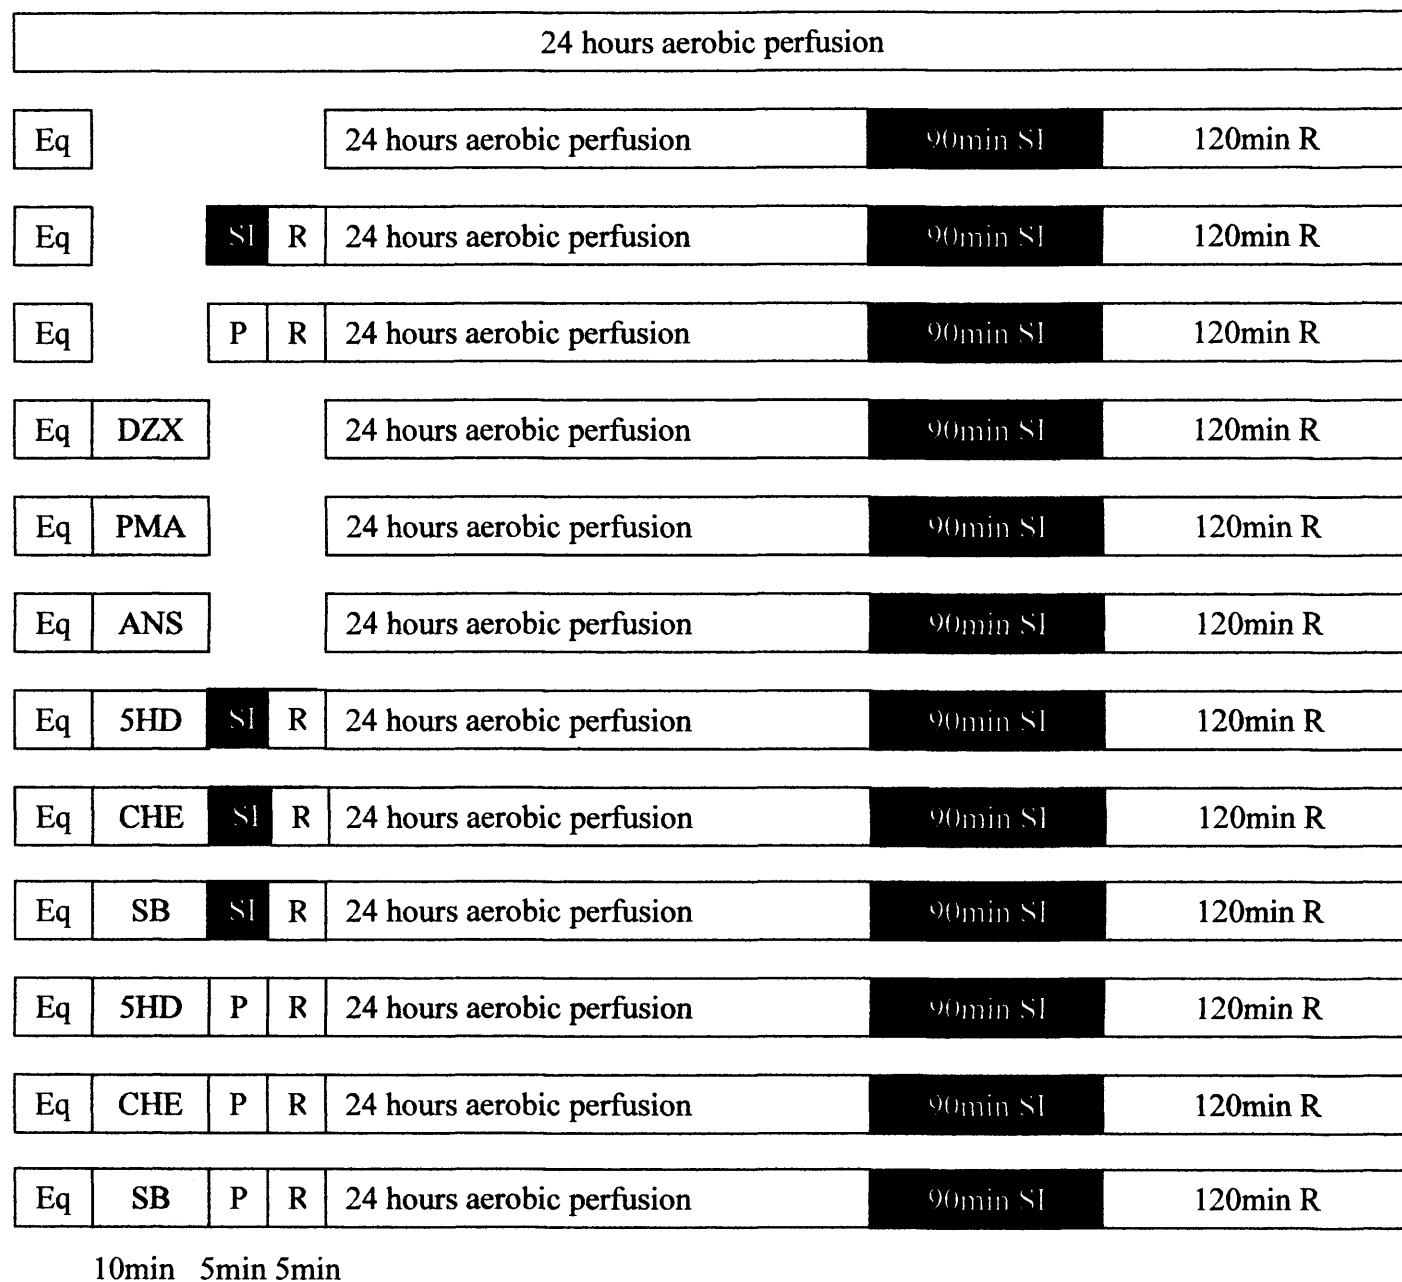 24 hours aerobic perfusion
Eq 24 hours aerobic perfusion 90min SI 120min R
Eq SI R 24 hours aerobic perfusion 90min SI 120min R
Eq P R 24 hours aerobic perfusion 90min SI 120min R
Eq DZX 24 hours aerobic perfusion 90min SI 120min R
Eq PMA 24 hours aerobic perfusion 90min SI 120min R
Eq ANS 24 hours aerobic perfusion 90min SI 120min R
Eq 5HD SI R 24 hours aerobic perfusion 90min SI 120min R
Eq CHE SI R 24 hours aerobic perfusion 90min SI 120min R
Eq SB SI R 24 hours aerobic perfusion 90min SI 120min R
Eq 5HD P R 24 hours aerobic perfusion 90min SI 120min R
Eq CHE P R 24 hours aerobic perfusion 90min SI 120min R
Eq SB P R 24 hours aerobic perfusion 90min SI 120min R
10min 5min 5min